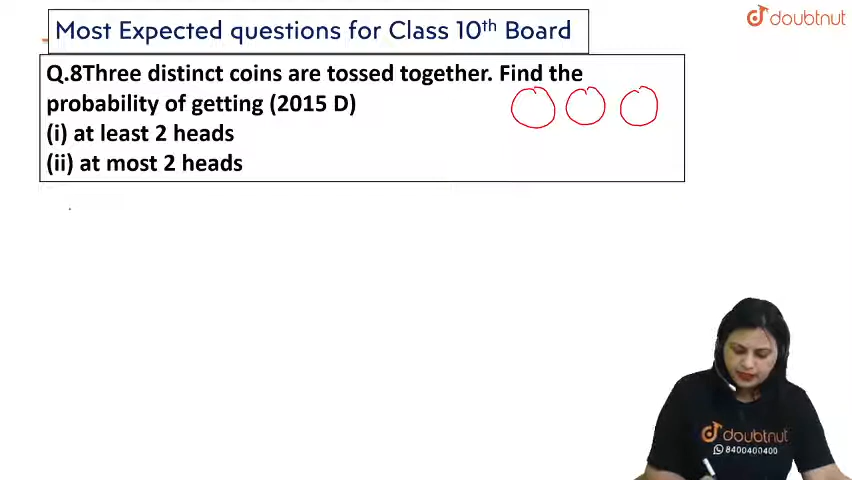 doubtnut
Most Expected questions for Class 10th Board
Q.8Three distinct coins are tossed together. Find the
probability of getting (2015 D)
(i) at least 2 heads
(ii) at most 2 heads
doubtnut
8400400400